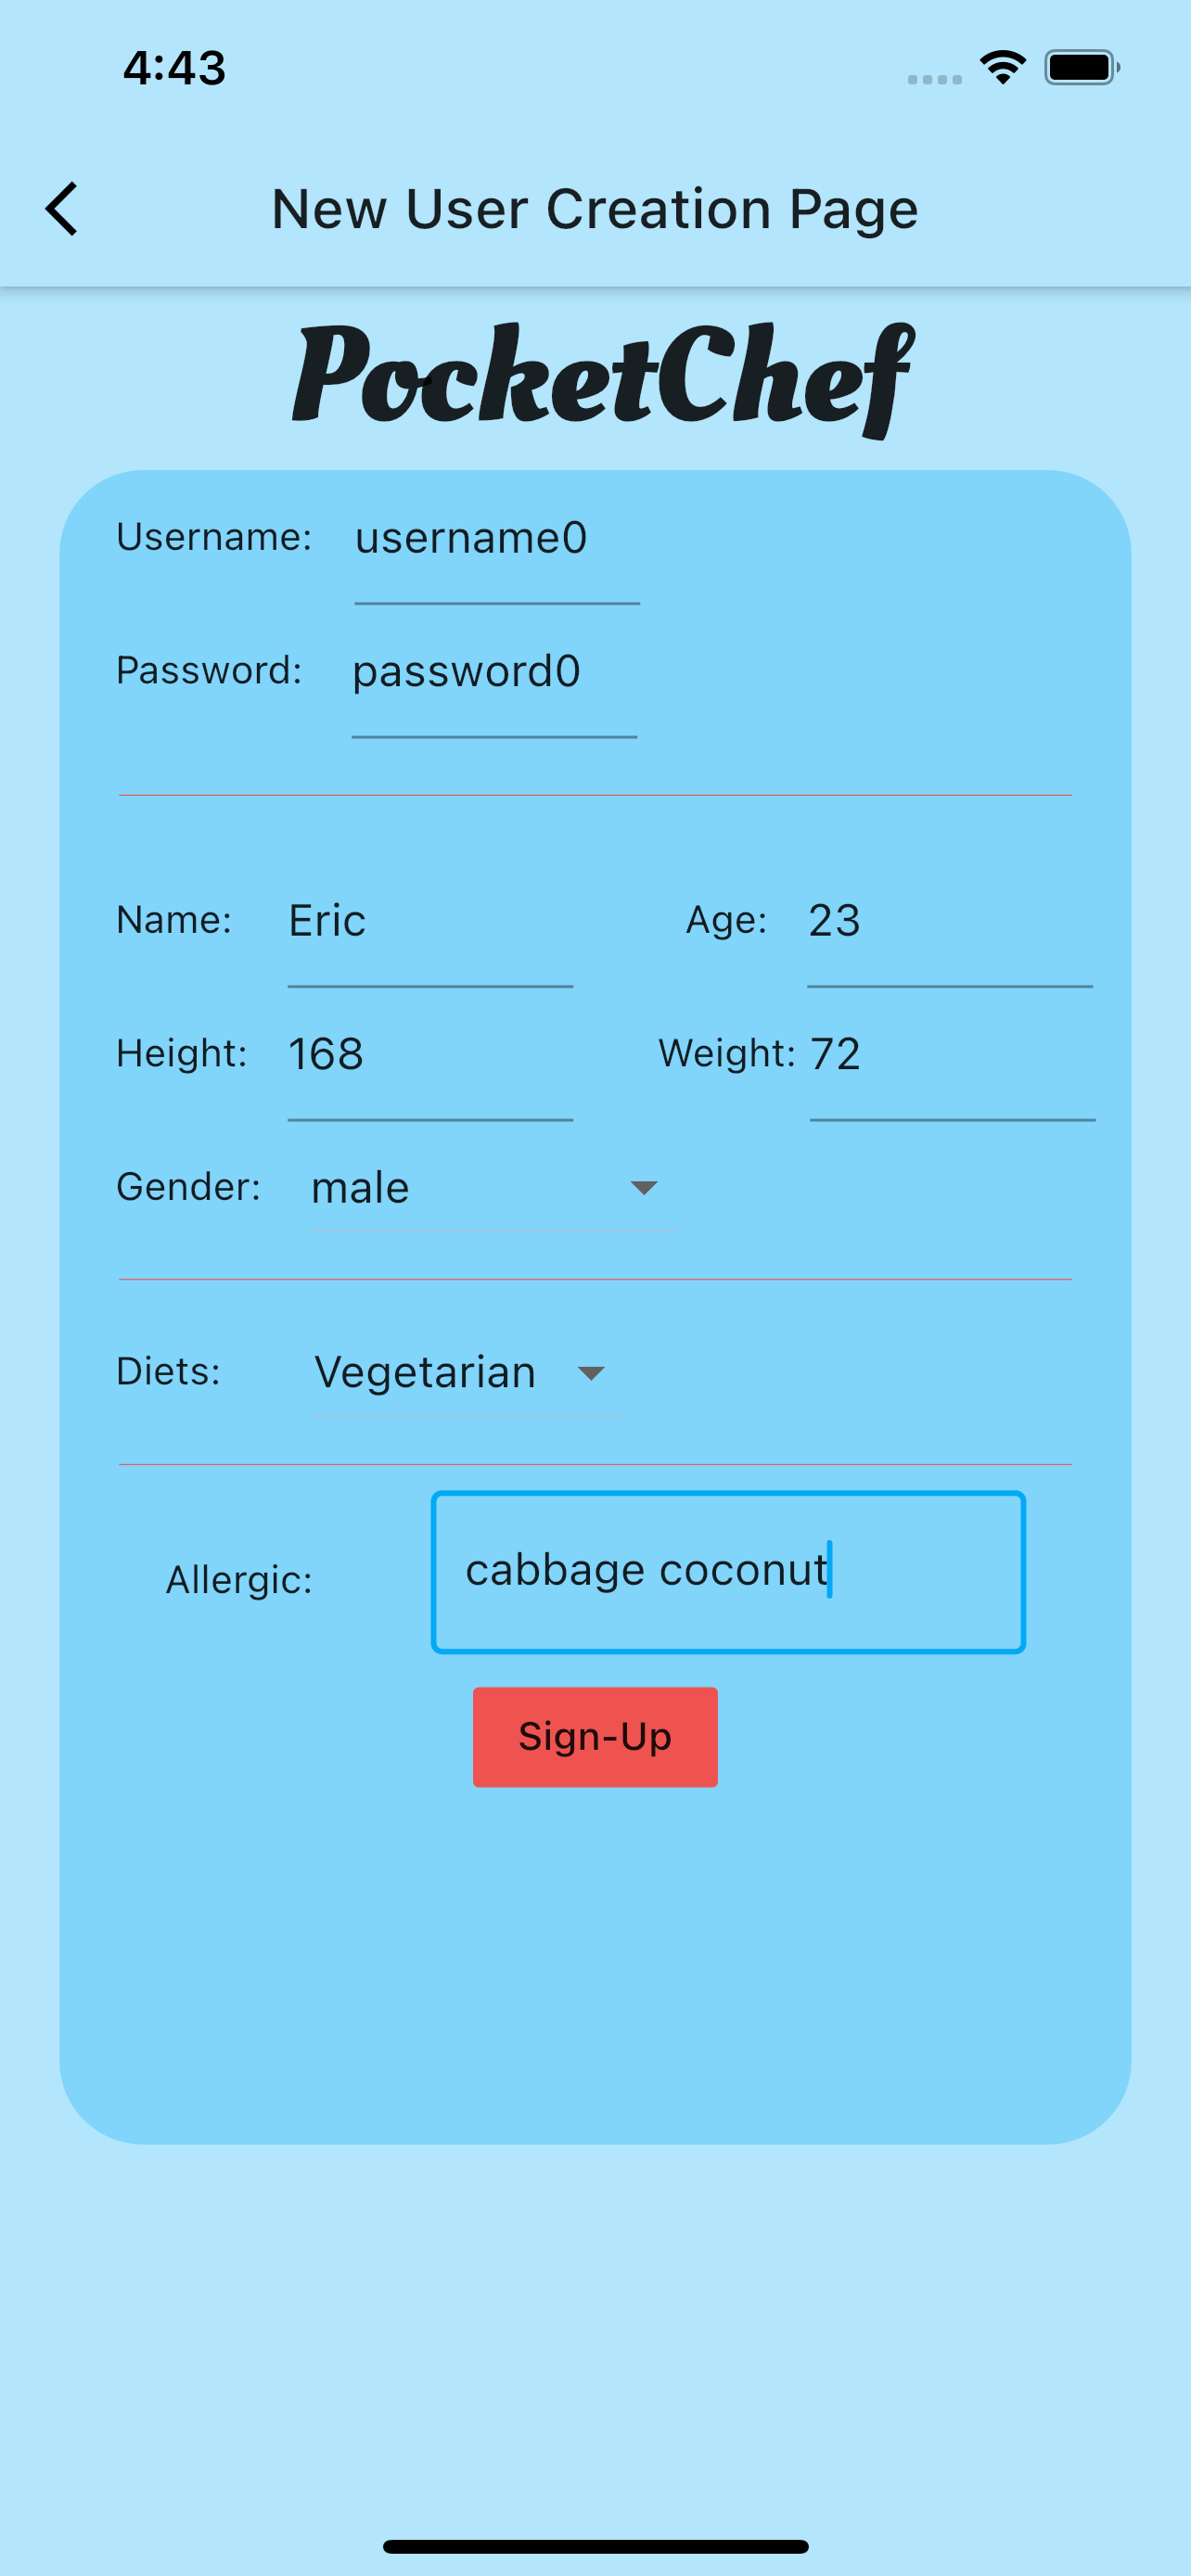 4:43
New User Creation Page
PocketChef
Username: username0
Password: password0
Name: Eric Age: 23
Height: 168 Weight: 72
Gender: male
Diets: Vegetarian
Allergic: cabbage coconut
Sign-Up